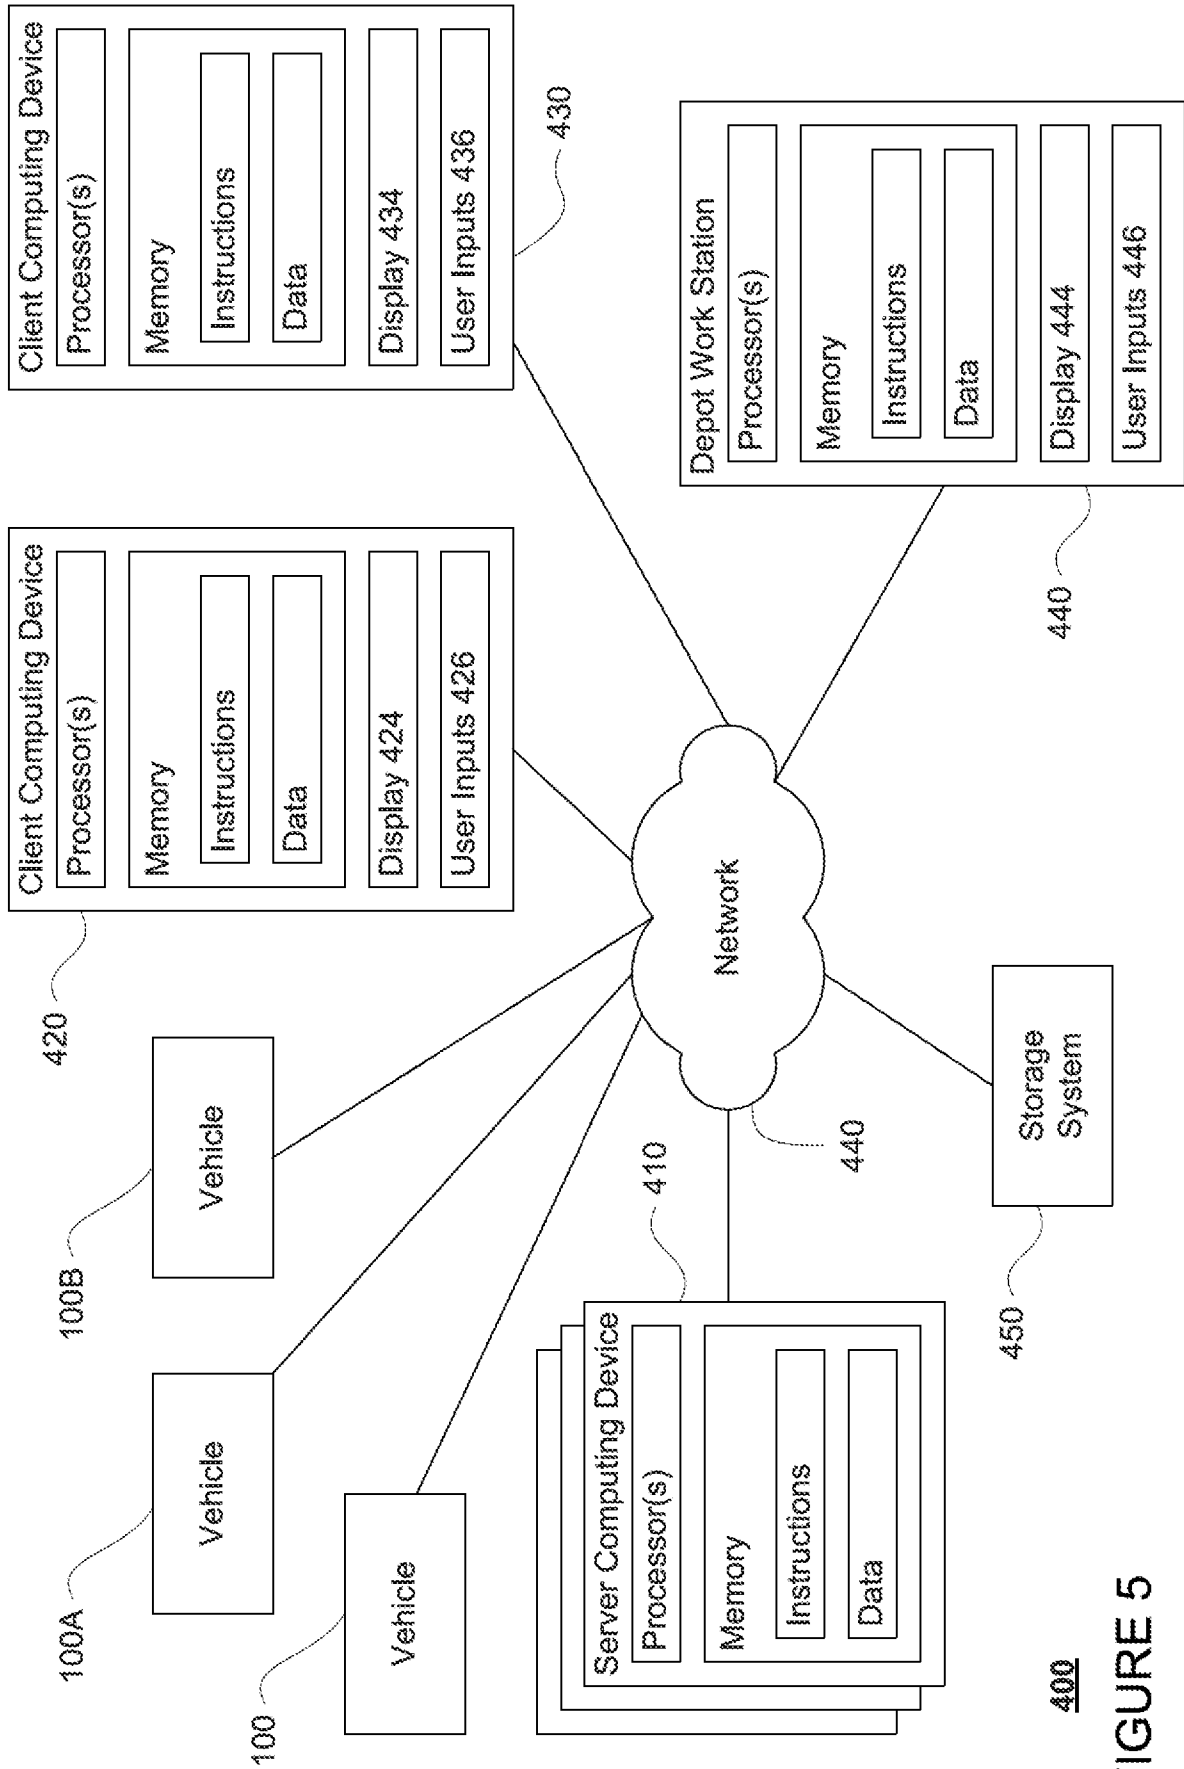 100
Vehicle
100A
Vehicle
100B
Vehicle
420
Client Computing Device
Processor(s)
Memory
Instructions
Data
Display 424
User Inputs 426
Client Computing Device
Processor(s)
Memory
Instructions
Data
Display 434
User Inputs 436
430
Server Computing Device
Processor(s)
Memory
Instructions
Data
410
Network
440
Depot Work Station
Processor(s)
Memory
Instructions
Data
Display 444
User Inputs 446
440
450
Storage
System
400
IGURE 5